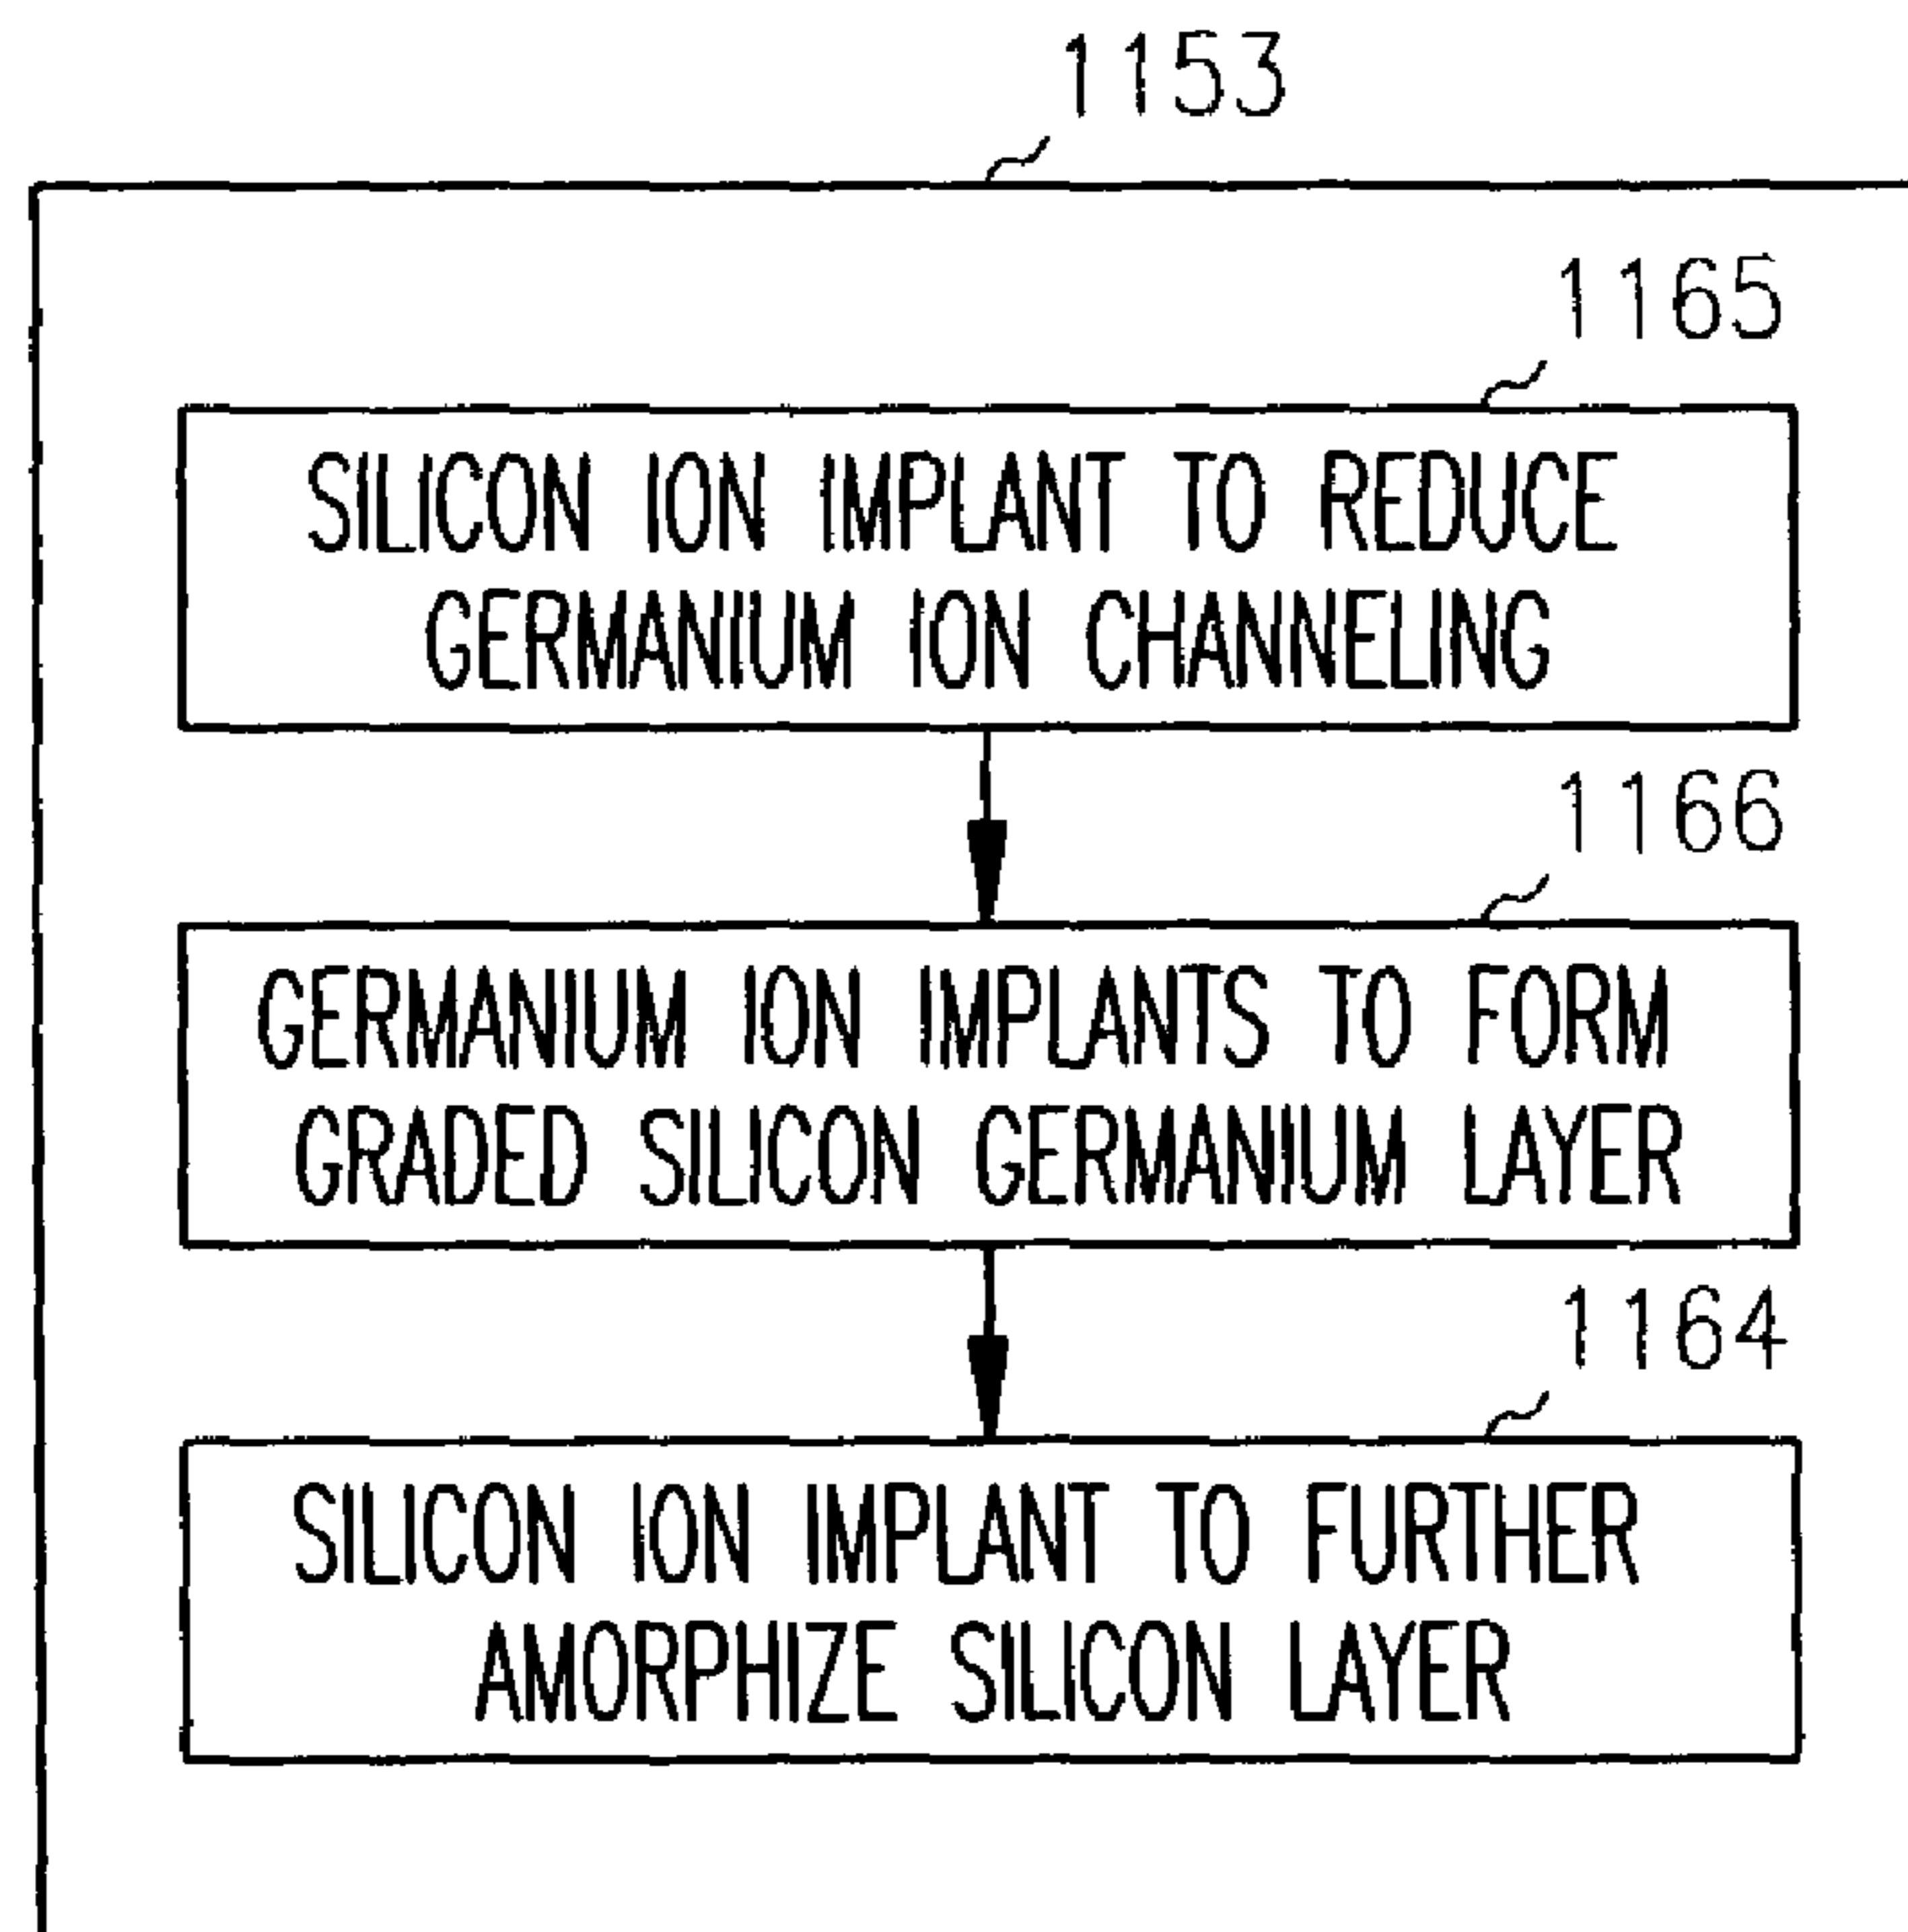 1153
1165
SILICON ION IMPLANT TO REDUCE
GERMANIUM ION CHANNELING
1166
GERMANIUM ION IMPLANTS TO FORM
GRADED SILICON GERMANIUM LAYER
1164
SILICON ION IMPLANT TO FURTHER
AMORPHIZE SILICON LAYER